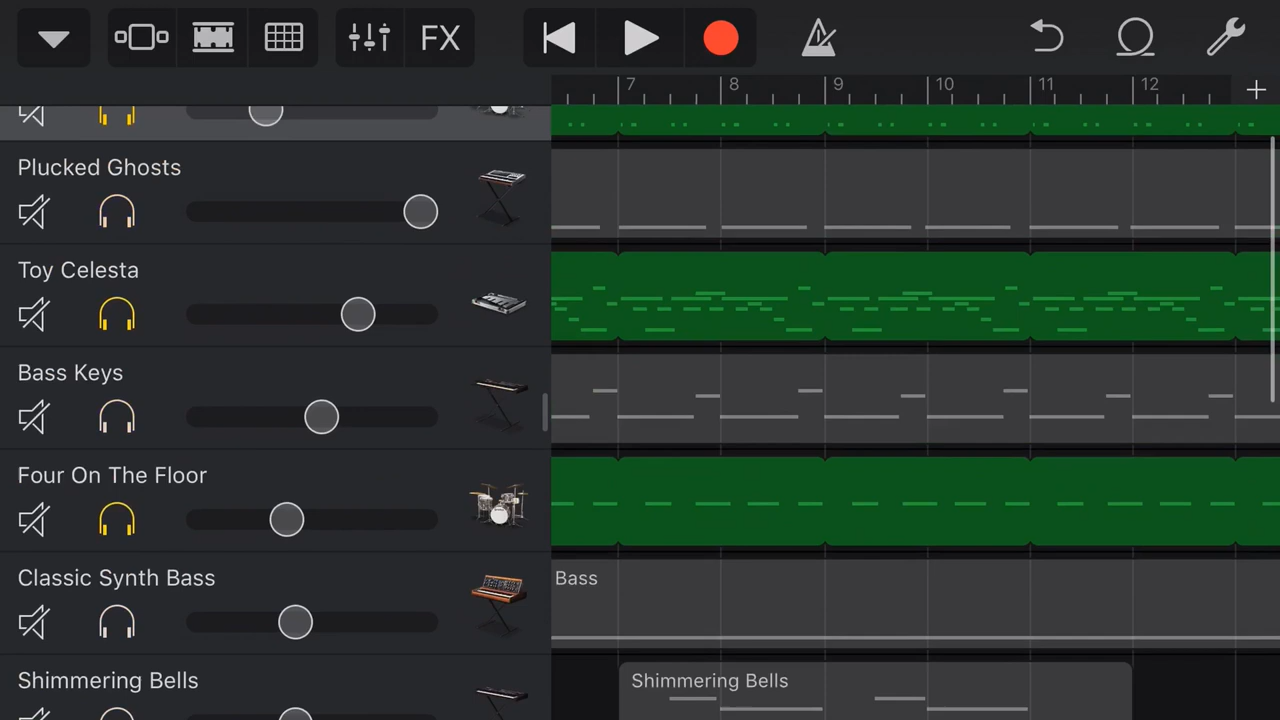 FX
7 8 9 10 11 12
Plucked Ghosts
Toy Celesta
Bass Keys
Four On The Floor
Classic Synth Bass
Bass
Shimmering Bells
Shimmering Bells